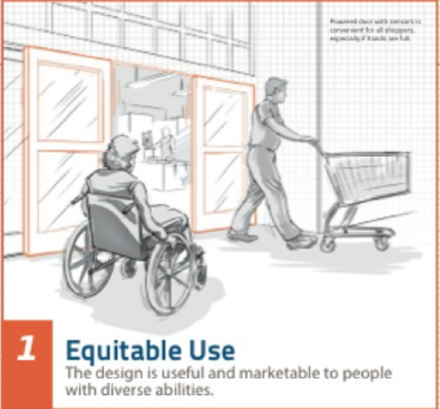 Powered door with sensors is
convenient for all shoppers,
especially if hands are full.
1
Equitable Use
The design is useful and marketable to people
with diverse abilities.